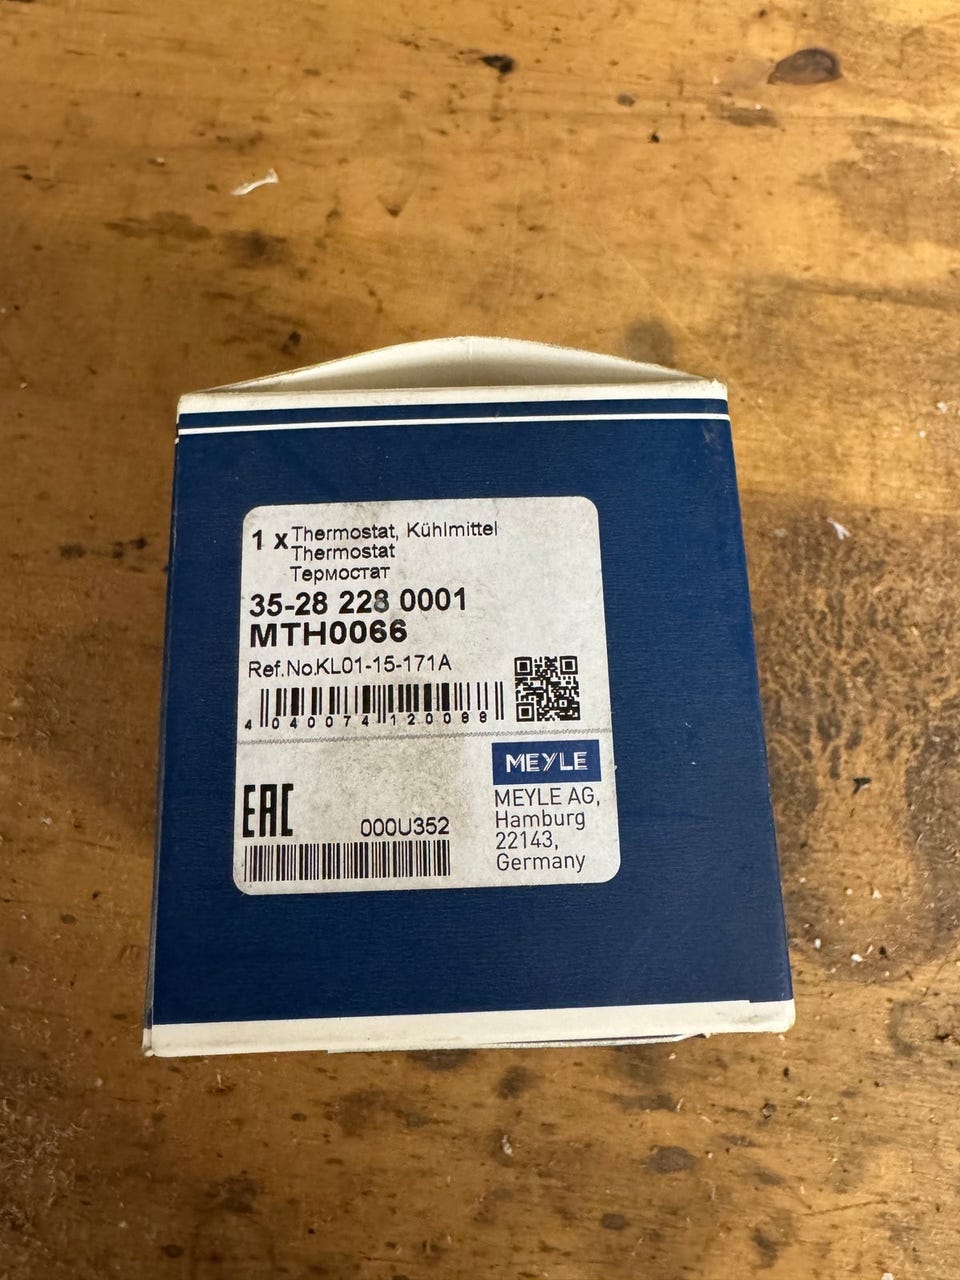 1 x Thermostat, Kühlmittel
Thermostat
Термостат
35-28 228 0001
MTH0066
Ref.No.KL01-15-171A
4 040074 120088
EAC
000U352
MEYLE
MEYLE AG,
Hamburg
22143,
Germany